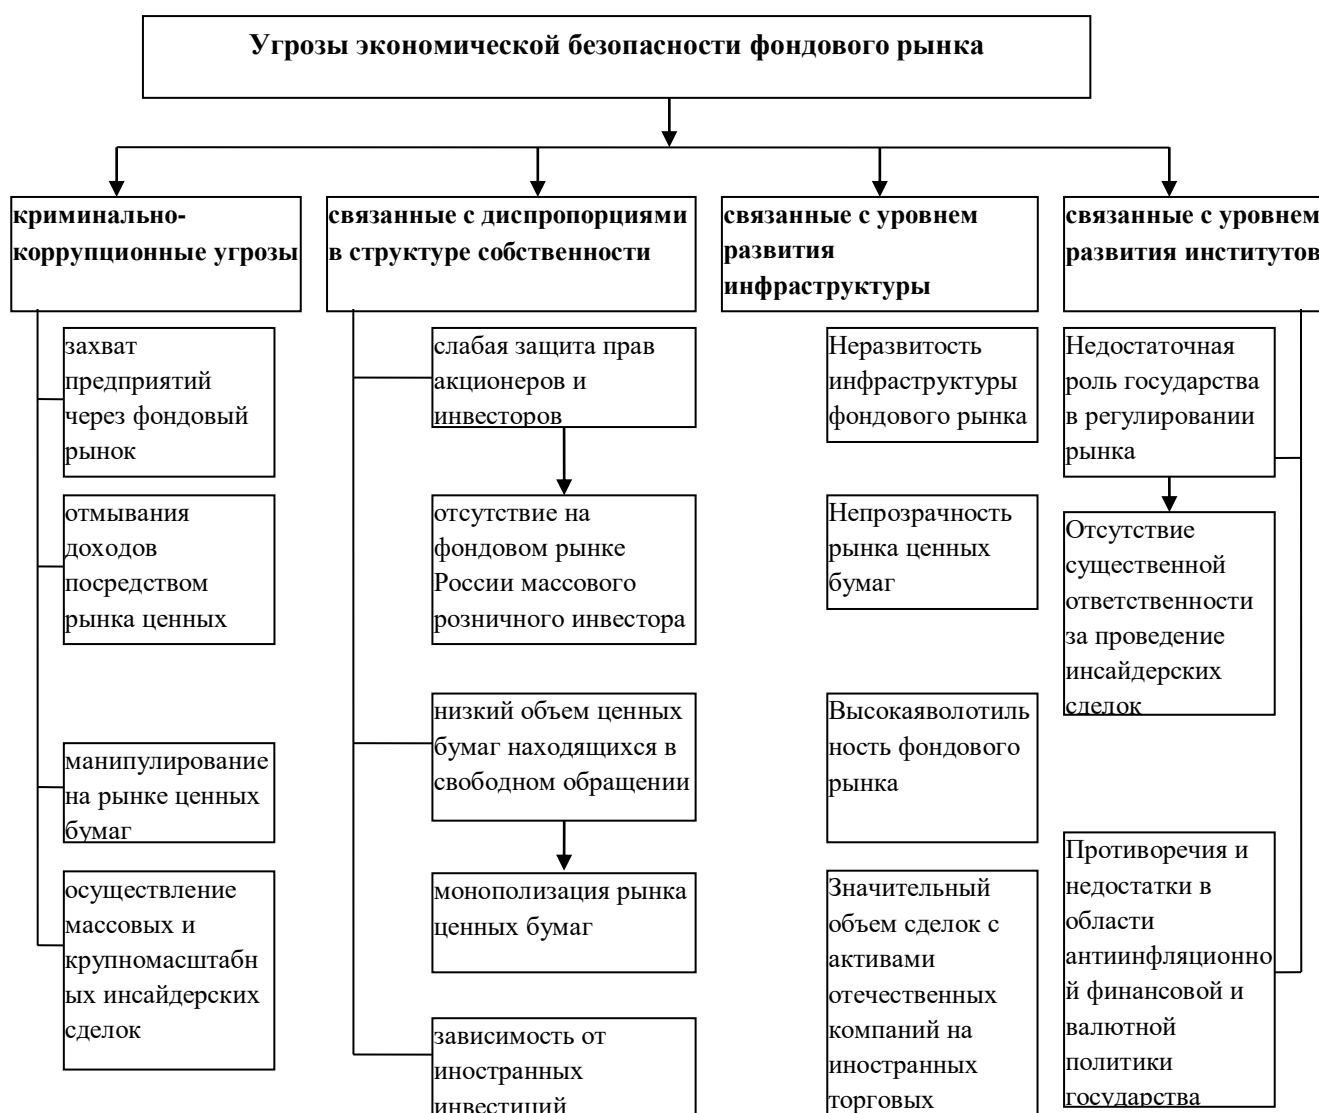 Угрозы экономической безопасности фондового рынка
криминально-
коррупционные угрозы
захват
предприятий
через фондовый
рынок
отмывания
доходов
посредством
рынка ценных
манипулирование
на рынке ценных
бумаг
осуществление
массовых и
крупномасштабн
ых инсайдерских
сделок
связанные с диспропорциями
в структуре собственности
слабая защита прав
акционеров и
инвесторов
отсутствие на
фондовом рынке
России массового
розничного инвестора
низкий объем ценных
бумаг находящихся в
свободном обращении
монополизация рынка
ценных бумаг
зависимость от
иностранных
инвестиций
связанные с уровнем
развития
инфраструктуры
Неразвитость
инфраструктуры
фондового рынка
Непрозрачность
рынка ценных
бумаг
Высокаяволотиль
ность фондового
рынка
Значительный
объем сделок с
активами
отечественных
компаний на
иностранных
торговых
связанные с уровнем
развития институтов
Недостаточная
роль государства
в регулировании
рынка
Отсутствие
существенной
ответственности
за проведение
инсайдерских
сделок
Противоречия и
недостатки в
области
антиинфляционно
й финансовой и
валютной
политики
государства